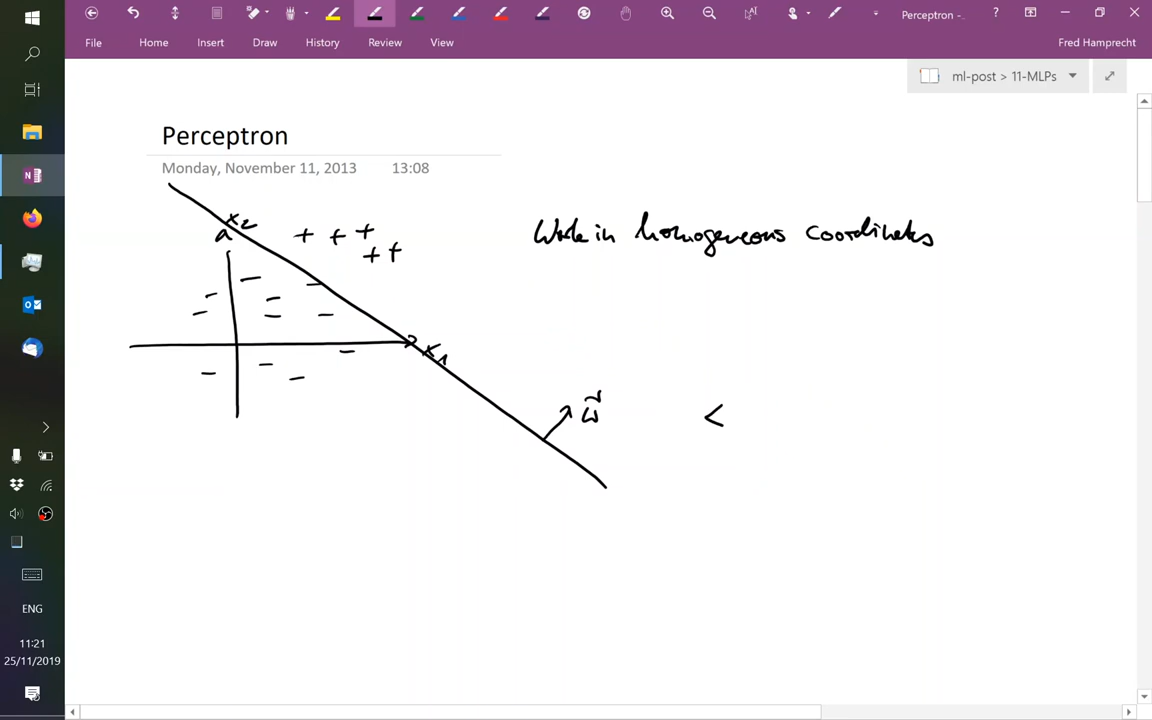 Perceptron -..
?
File Home Insert Draw History Review View
Fred Hamprecht
ml-post > 11-MLPs
Perceptron
Monday, November 11, 2013 13:08
x2
+ + +
+ +
Work in homogeneous coordinates
x1
w̃
<
ENG
11:21
25/11/2019